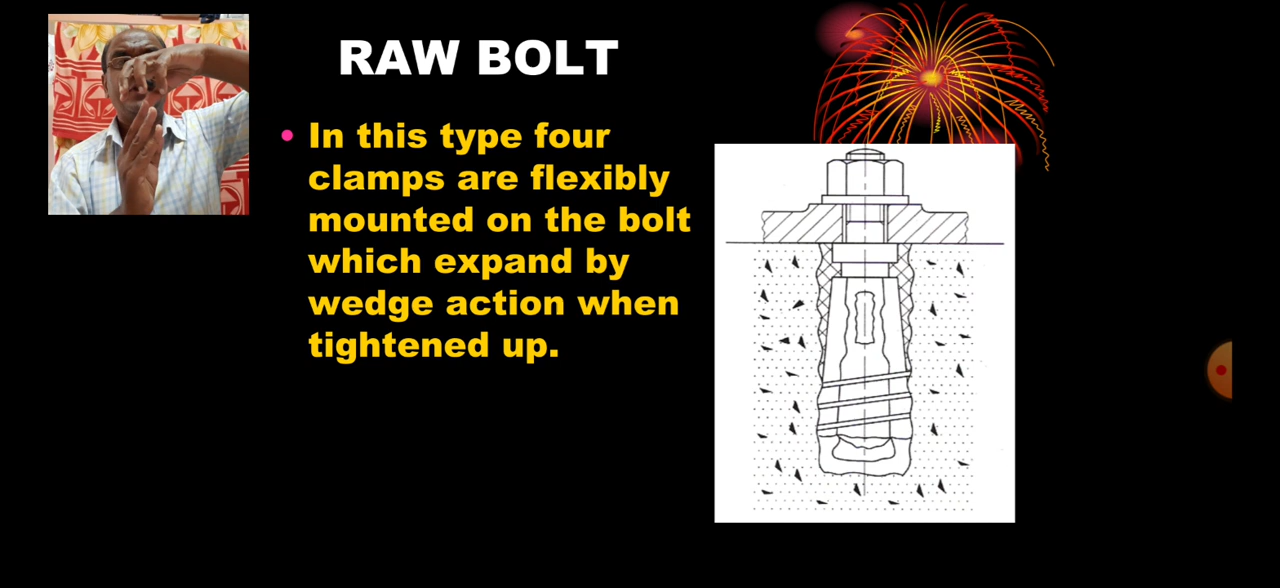 RAW BOLT
• In this type four
clamps are flexibly
mounted on the bolt
which expand by
wedge action when
tightened up.